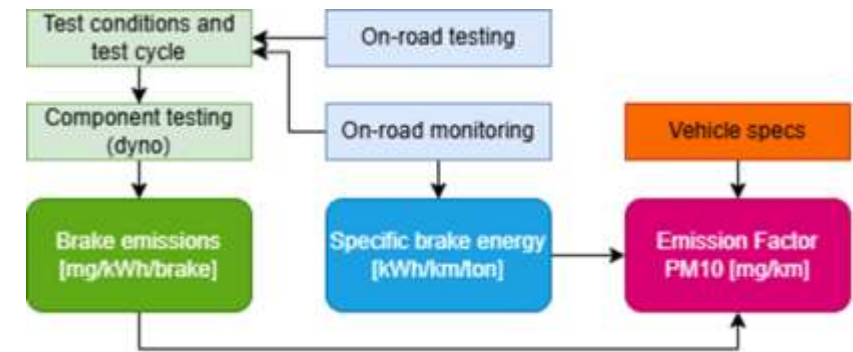 Test conditions and
test cycle
On-road testing
Component testing
(dyno)
On-road monitoring
Vehicle specs
Brake emissions
[mg/kWh/brake]
Specific brake energy
[kWh/km/ton]
Emission Factor
PM10 [mg/km]